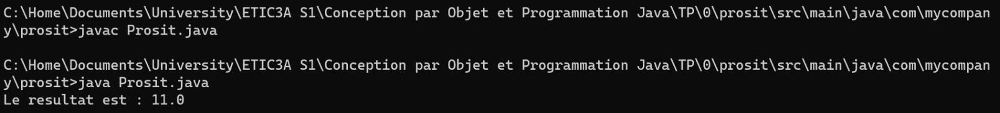 C:\Home\Documents\University\ETIC3A S1\Conception par Objet et Programmation Java\TP\0\prosit\src\main\java\com\mycompan
y\prosit>javac Prosit.java
C:\Home\Documents\University\ETIC3A S1\Conception par Objet et Programmation Java\TP\0\prosit\src\main\java\com\mycompan
y\prosit>java Prosit.java
Le resultat est : 11.0